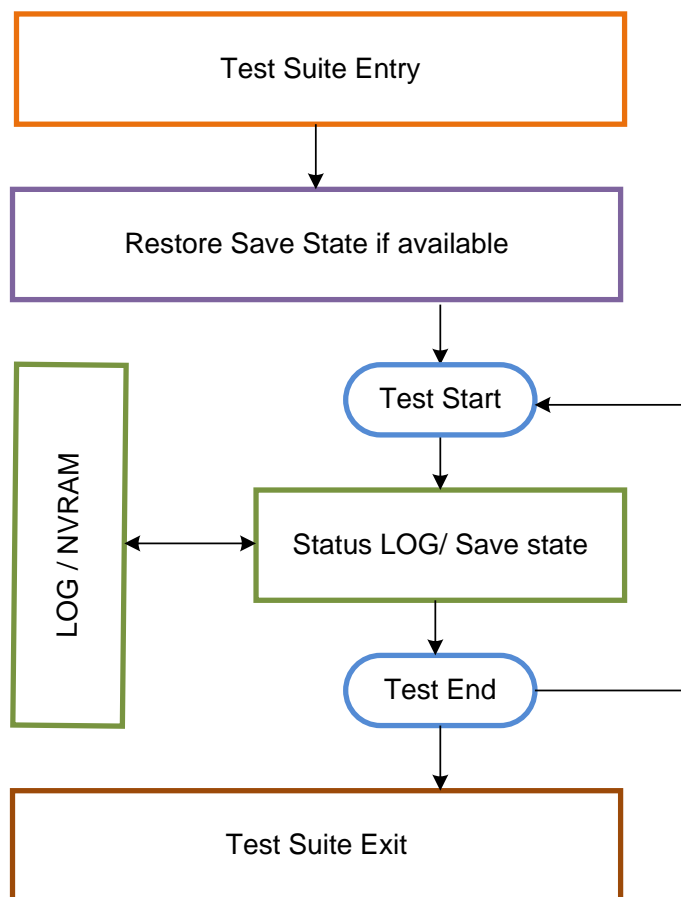 Test Suite Entry
Restore Save State if available
Test Start
LOG / NVRAM
Status LOG/ Save state
Test End
Test Suite Exit